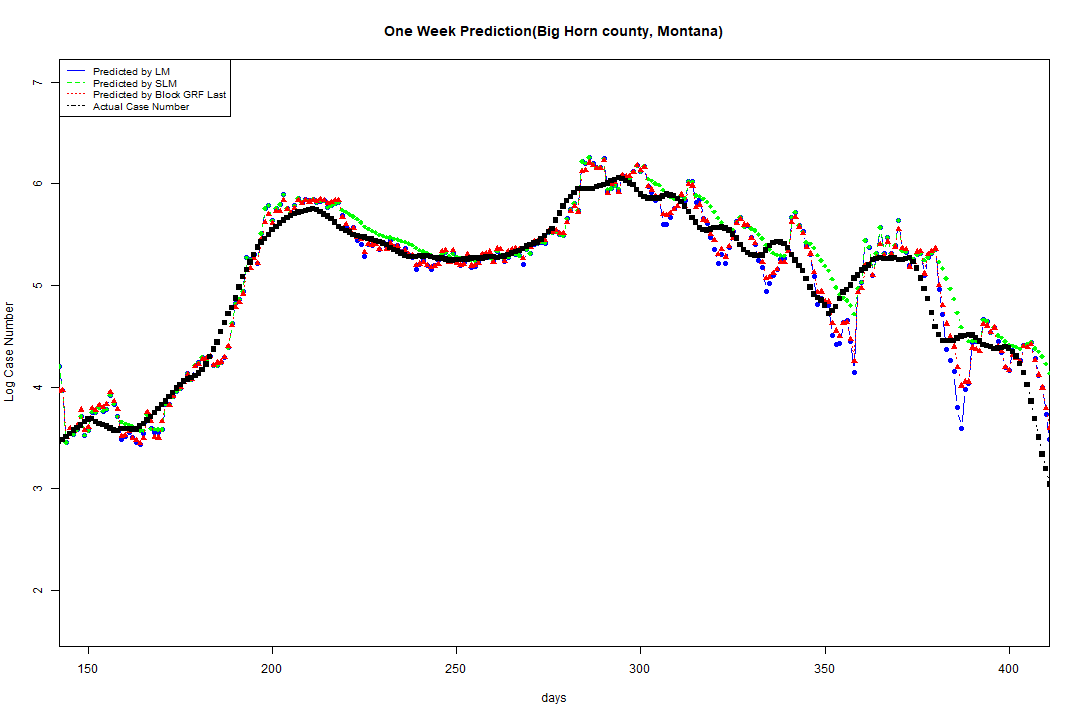 One Week Prediction(Big Horn county, Montana)
Predicted by LM
Predicted by SLM
Predicted by Block GRF Last
Actual Case Number
7
6
5
4
3
2
Log Case Number
150 200 250 300 350 400
days